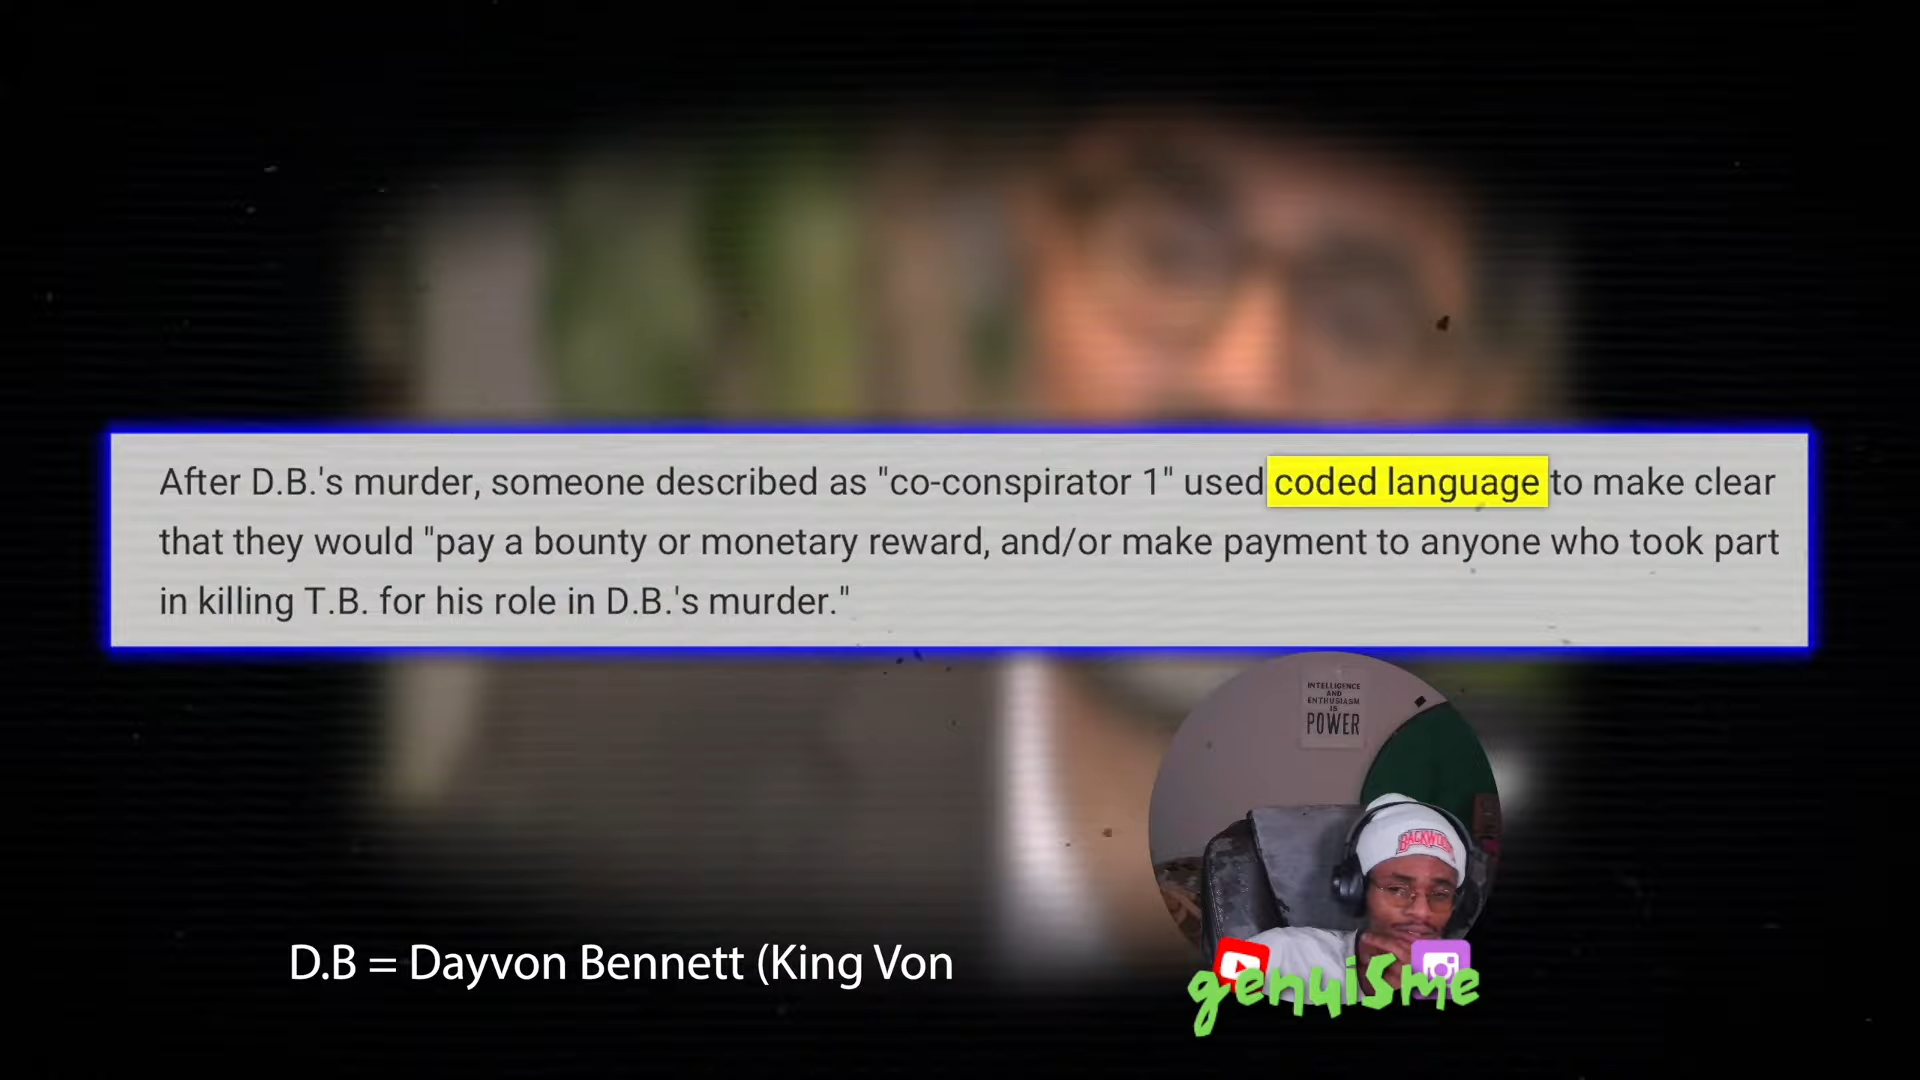 After D.B.'s murder, someone described as "co-conspirator 1" used coded language to make clear
that they would "pay a bounty or monetary reward, and/or make payment to anyone who took part
in killing T.B. for his role in D.B.'s murder."
INTELLIGENCE
AND
ENTHUSIASM
IS
POWER
BACKWOODS
D.B = Dayvon Bennett (King Von
genuisme